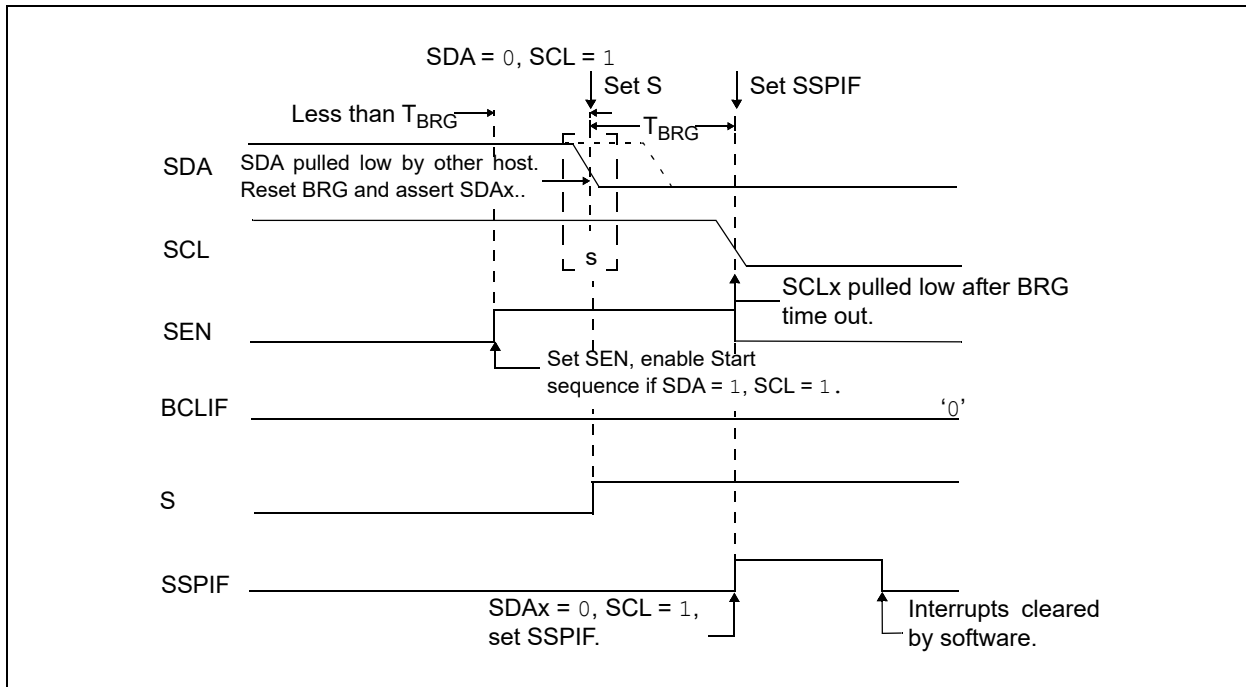 SDA = 0, SCL = 1
Set S
Set SSPIF
Less than TBRG
TBRG
SDA
SDA pulled low by other host.
Reset BRG and assert SDAx..
SCL
s
SCLx pulled low after BRG
time out.
SEN
Set SEN, enable Start
sequence if SDA = 1, SCL = 1.
BCLIF
‘0’
S
SSPIF
SDAx = 0, SCL = 1,
set SSPIF.
Interrupts cleared
by software.